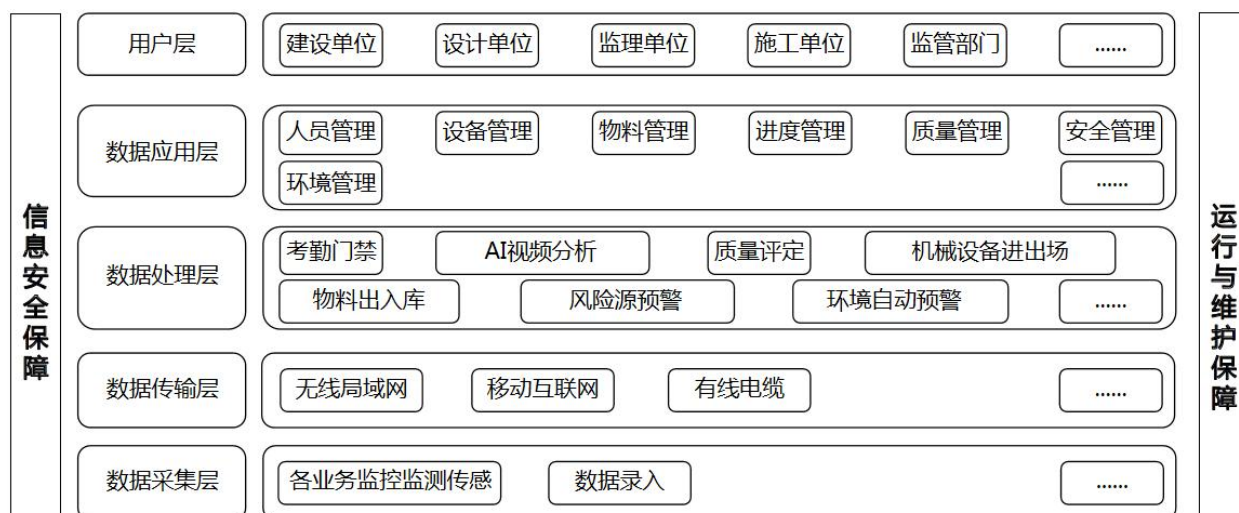 用户层 建设单位 设计单位 监理单位 施工单位 监管部门 ......
数据应用层 人员管理 设备管理 物料管理 进度管理 质量管理 安全管理
环境管理 ......
数据处理层 考勤门禁 AI视频分析 质量评定 机械设备进出场
物料出入库 风险源预警 环境自动预警 ......
数据传输层 无线局域网 移动互联网 有线电缆 ......
数据采集层 各业务监控监测传感 数据录入 ......
信息安全保障
运行与维护保障